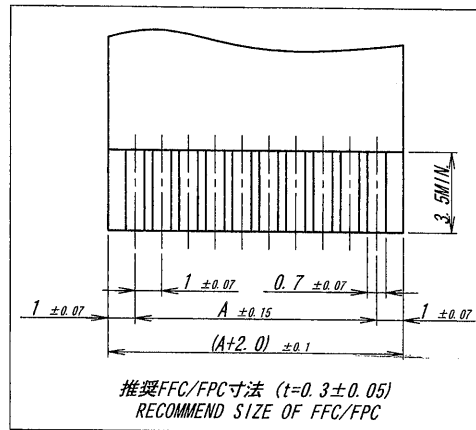 3.5MIN.
1 ±0.07
0.7 ±0.07
1 ±0.07
A ±0.15
1 ±0.07
(A+2.0) ±0.1
推奨FFC/FPC寸法 (t=0.3±0.05)
RECOMMEND SIZE OF FFC/FPC